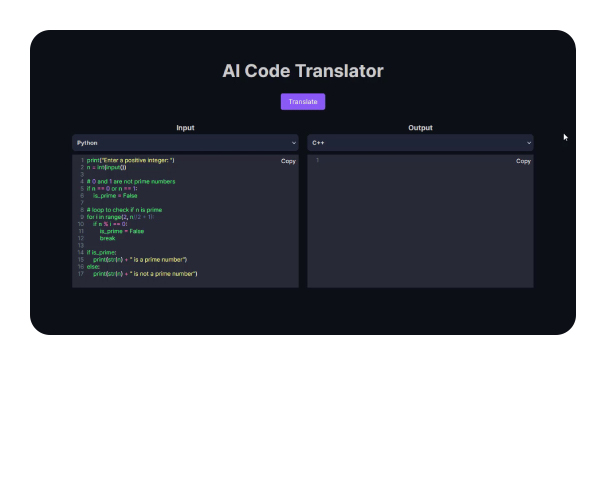 AI Code Translator
Translate
Input
Python
Copy
1 print("Enter a positive integer: ")
2 n = int(input())
3
4 # 0 and 1 are not prime numbers
5 if n == 0 or n == 1:
6 is_prime = False
7
8 # loop to check if n is prime
9 for i in range(2, n//2 + 1):
10 if n % i == 0:
11 is_prime = False
12 break
13
14 if is_prime:
15 print(str(n) + " is a prime number")
16 else:
17 print(str(n) + " is not a prime number")
Output
C++
Copy
1